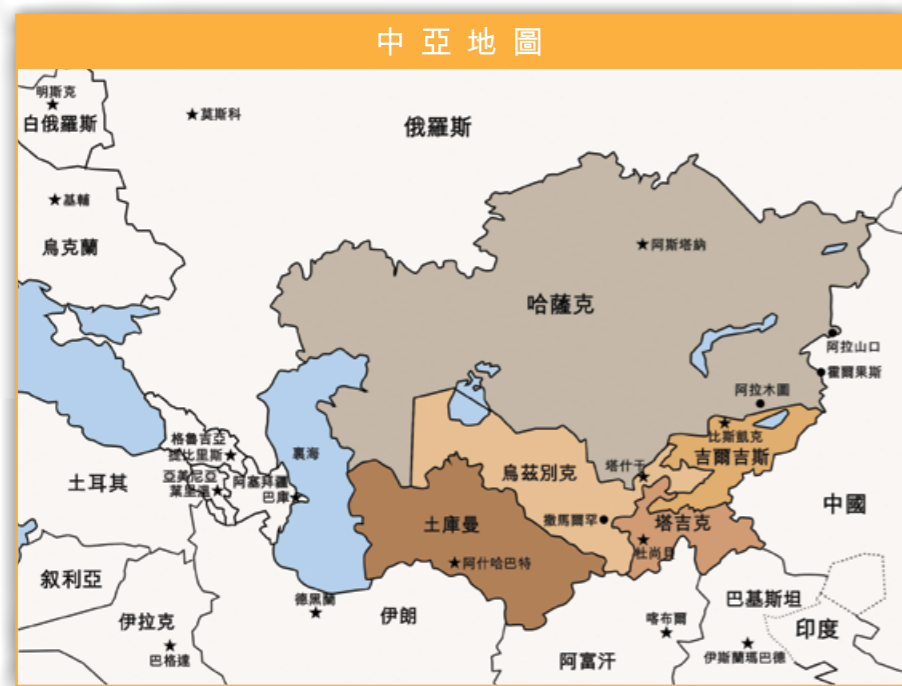 中亞地圖
明斯克
白俄羅斯
莫斯科
俄羅斯
基輔
烏克蘭
阿斯塔納
哈薩克
阿拉山口
霍爾果斯
阿拉木圖
比斯凱克
吉爾吉斯
格魯吉亞
提比里斯
裏海
亞美尼亞
葉里溫
阿塞拜疆
巴庫
土耳其
烏茲別克
塔什干
撒馬爾罕
塔吉克
杜尚貝
中國
土庫曼
阿什哈巴特
叙利亞
德黑蘭
伊朗
伊拉克
巴格達
喀布爾
阿富汗
巴基斯坦
印度
伊斯蘭瑪巴德